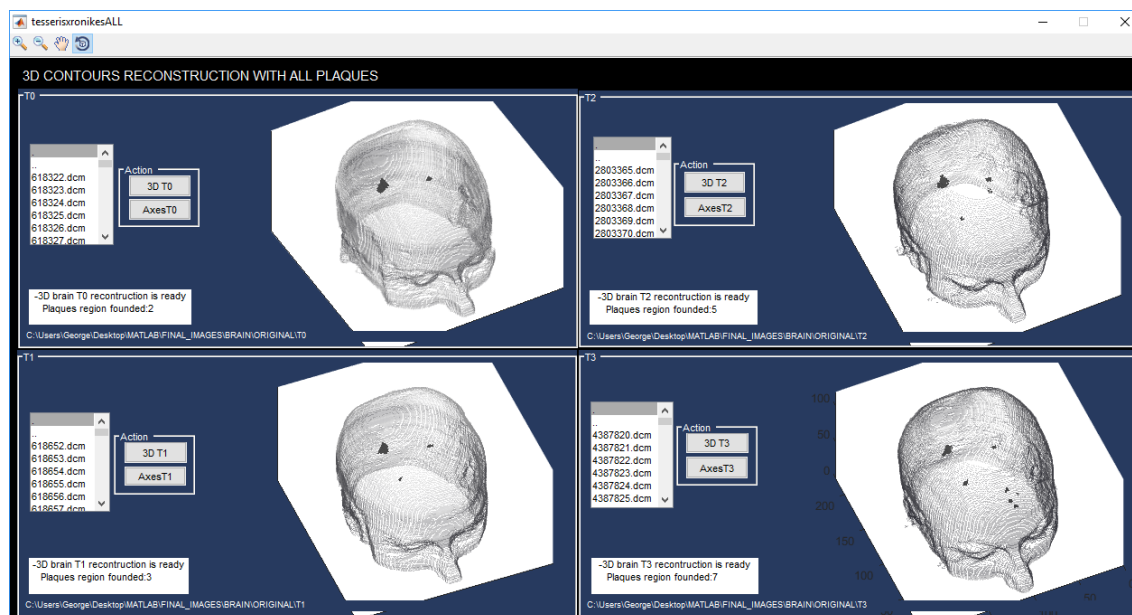 tesserisxronikesALL
3D CONTOURS RECONSTRUCTION WITH ALL PLAQUES
T0
.
..
618322.dcm
618323.dcm
618324.dcm
618325.dcm
618326.dcm
618327.dcm
Action
3D T0
AxesT0
-3D brain T0 recontruction is ready
Plaques region founded:2
C:\Users\George\Desktop\MATLAB\FINAL_IMAGES\BRAIN\ORIGINAL\T0
T2
.
..
2803365.dcm
2803366.dcm
2803367.dcm
2803368.dcm
2803369.dcm
2803370.dcm
Action
3D T2
AxesT2
-3D brain T2 recontruction is ready
Plaques region founded:5
C:\Users\George\Desktop\MATLAB\FINAL_IMAGES\BRAIN\ORIGINAL\T2
T1
.
..
618652.dcm
618653.dcm
618654.dcm
618655.dcm
618656.dcm
618657.dcm
Action
3D T1
AxesT1
-3D brain T1 recontruction is ready
Plaques region founded:3
C:\Users\George\Desktop\MATLAB\FINAL_IMAGES\BRAIN\ORIGINAL\T1
T3
.
..
4387820.dcm
4387821.dcm
4387822.dcm
4387823.dcm
4387824.dcm
4387825.dcm
Action
3D T3
AxesT3
100
50
0
200
150
100
50
-3D brain T3 recontruction is ready
Plaques region founded:7
C:\Users\George\Desktop\MATLAB\FINAL_IMAGES\BRAIN\ORIGINAL\T3